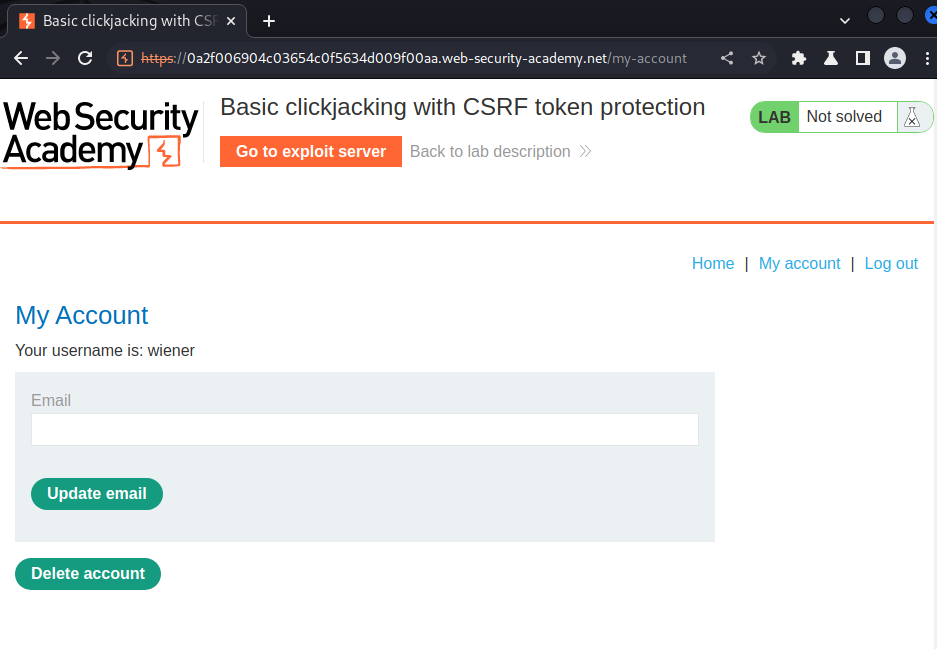 Basic clickjacking with CSF
https://0a2f006904c03654c0f5634d009f00aa.web-security-academy.net/my-account
Web Security
Academy
Basic clickjacking with CSRF token protection
Go to exploit server
Back to lab description
LAB
Not solved
Home | My account | Log out
My Account
Your username is: wiener
Email
Update email
Delete account